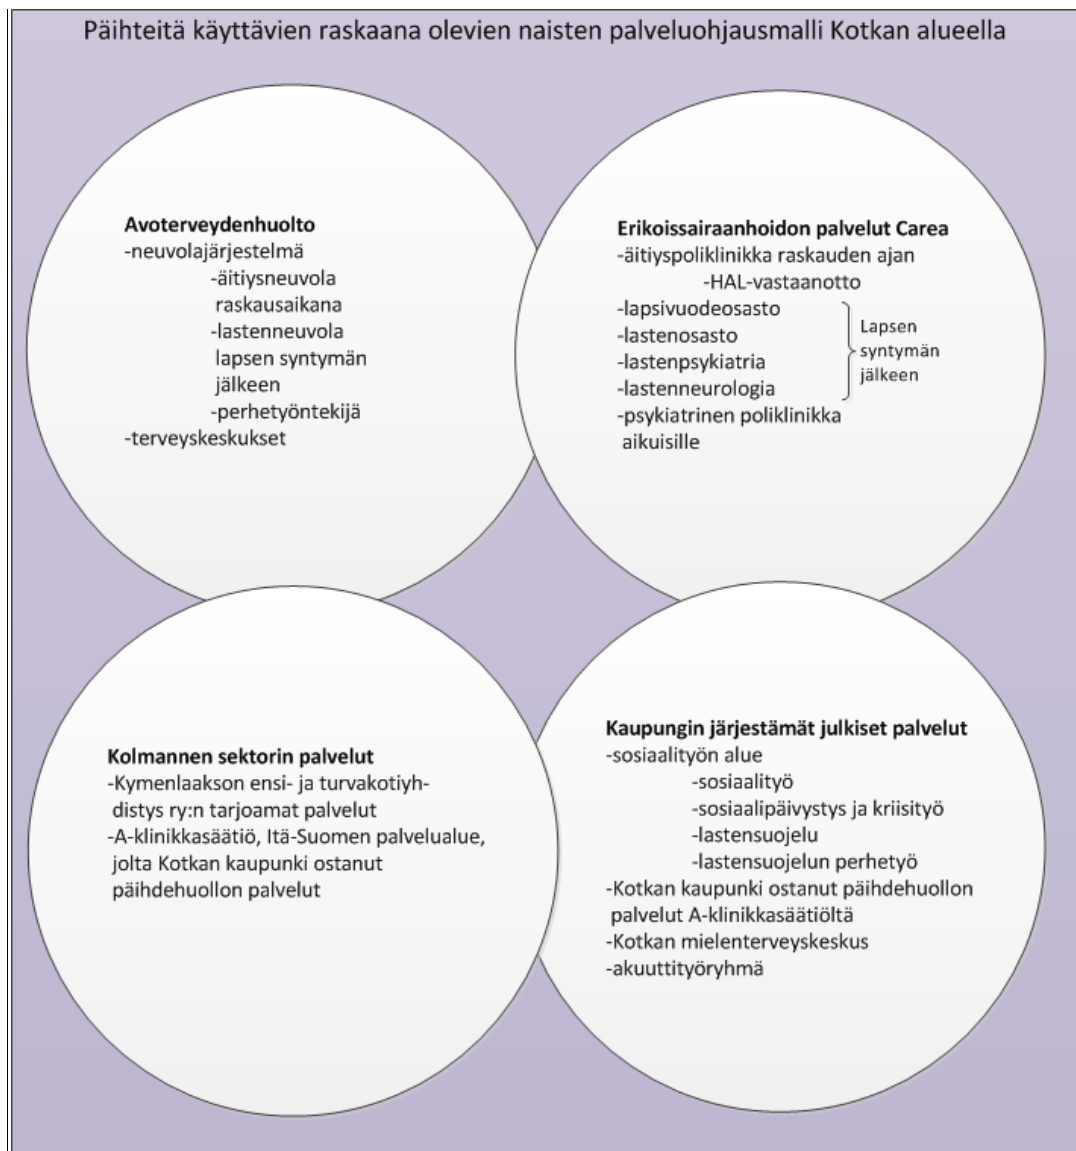 Päihteitä käyttävien raskaana olevien naisten palveluohjausmalli Kotkan alueella
Avoterveydenhuolto
-neuvolajärjestelmä
-äitiysneuvola
raskausaikana
-lastenneuvola
lapsen syntymän
jälkeen
-perhetyöntekijä
-terveyskeskukset
Erikoissairaanhoidon palvelut Carea
-äitiyspoliklinikka raskauden ajan
-HAL-vastaanotto
-lapsivuodeosasto
-lastenosasto
-lastenpsykiatria
-lastenneurologia
Lapsen
syntymän
jälkeen
-psykiatrinen poliklinikka
aikuisille
Kolmannen sektorin palvelut
-Kymenlaakson ensi- ja turvakotiyh-
distys ry:n tarjoamat palvelut
-A-klinikkasäätiö, Itä-Suomen palvelualue,
jolta Kotkan kaupunki ostanut
päihdehuollon palvelut
Kaupungin järjestämät julkiset palvelut
-sosiaalityön alue
-sosiaalityö
-sosiaalipäivystys ja kriisityö
-lastensuojelu
-lastensuojelun perhetyö
-Kotkan kaupunki ostanut päihdehuollon
palvelut A-klinikkasäätiöltä
-Kotkan mielenterveyskeskus
-akuuttityöryhmä